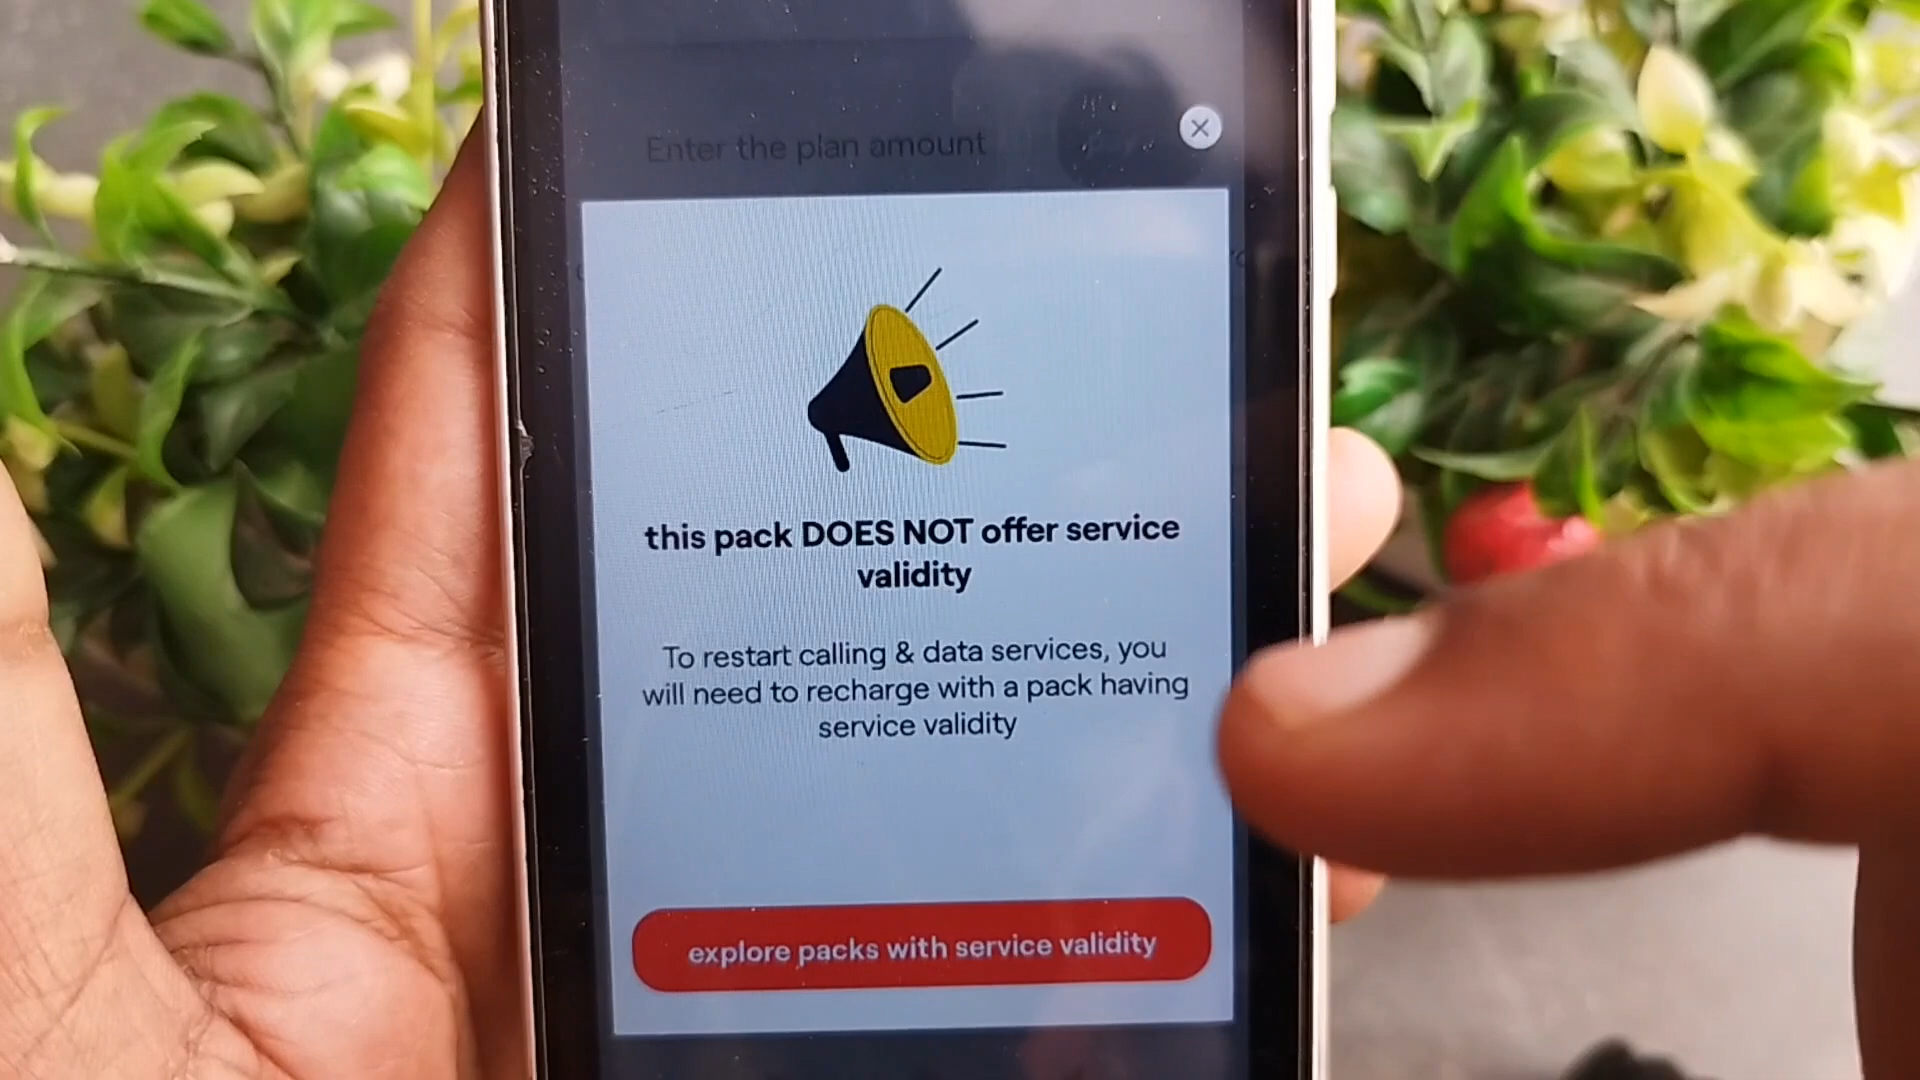 Enter the plan amount
this pack DOES NOT offer service
validity
To restart calling & data services, you
will need to recharge with a pack having
service validity
explore packs with service validity